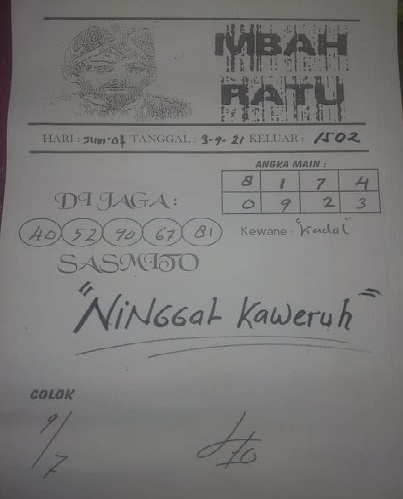 MBAH
RATU
HARI : Jum'at TANGGAL : 3-9-21 KELUAR : 1502
ANGKA MAIN :
8 1 7 4
0 9 2 3
DI JAGA :
40 52 90 67 81
Kewane : "Kadal"
SASMITO
"NiNGGAL KaWeruh"
COLOK
9/7